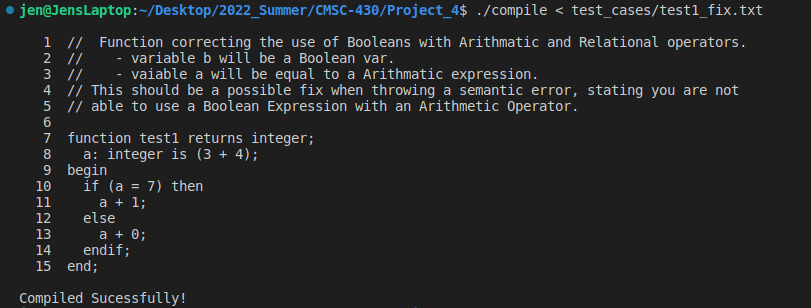 jen@JensLaptop:~/Desktop/2022_Summer/CMSC-430/Project_4$ ./compile < test_cases/test1_fix.txt
1 //  Function correcting the use of Booleans with Arithmatic and Relational operators.
2 //    - variable b will be a Boolean var.
3 //    - vaiable a will be equal to a Arithmatic expression.
4 // This should be a possible fix when throwing a semantic error, stating you are not
5 // able to use a Boolean Expression with an Arithmetic Operator.
6
7 function test1 returns integer;
8   a: integer is (3 + 4);
9 begin
10   if (a = 7) then
11     a + 1;
12   else
13     a + 0;
14   endif;
15 end;
Compiled Sucessfully!